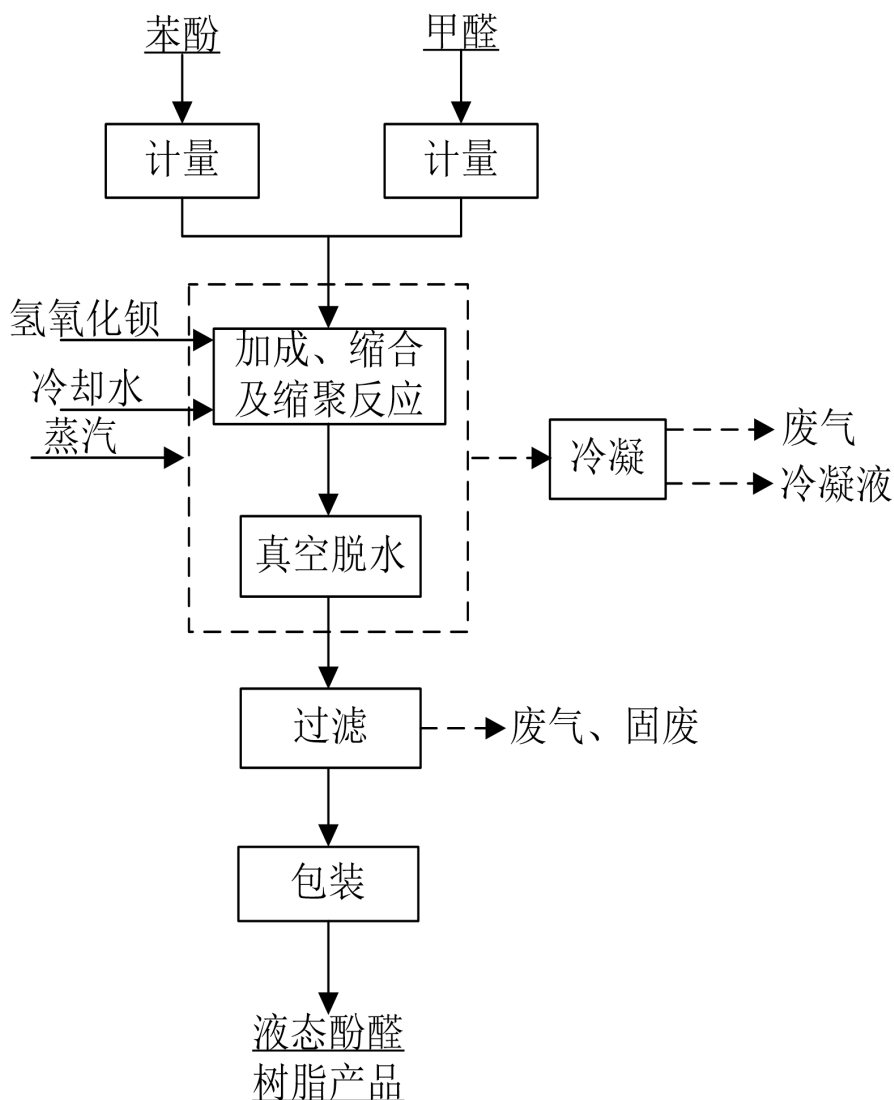 苯酚
甲醛
计量
计量
氢氧化钡
加成、缩合
及缩聚反应
冷却水
蒸汽
冷凝
废气
冷凝液
真空脱水
过滤
废气、固废
包装
液态酚醛
树脂产品